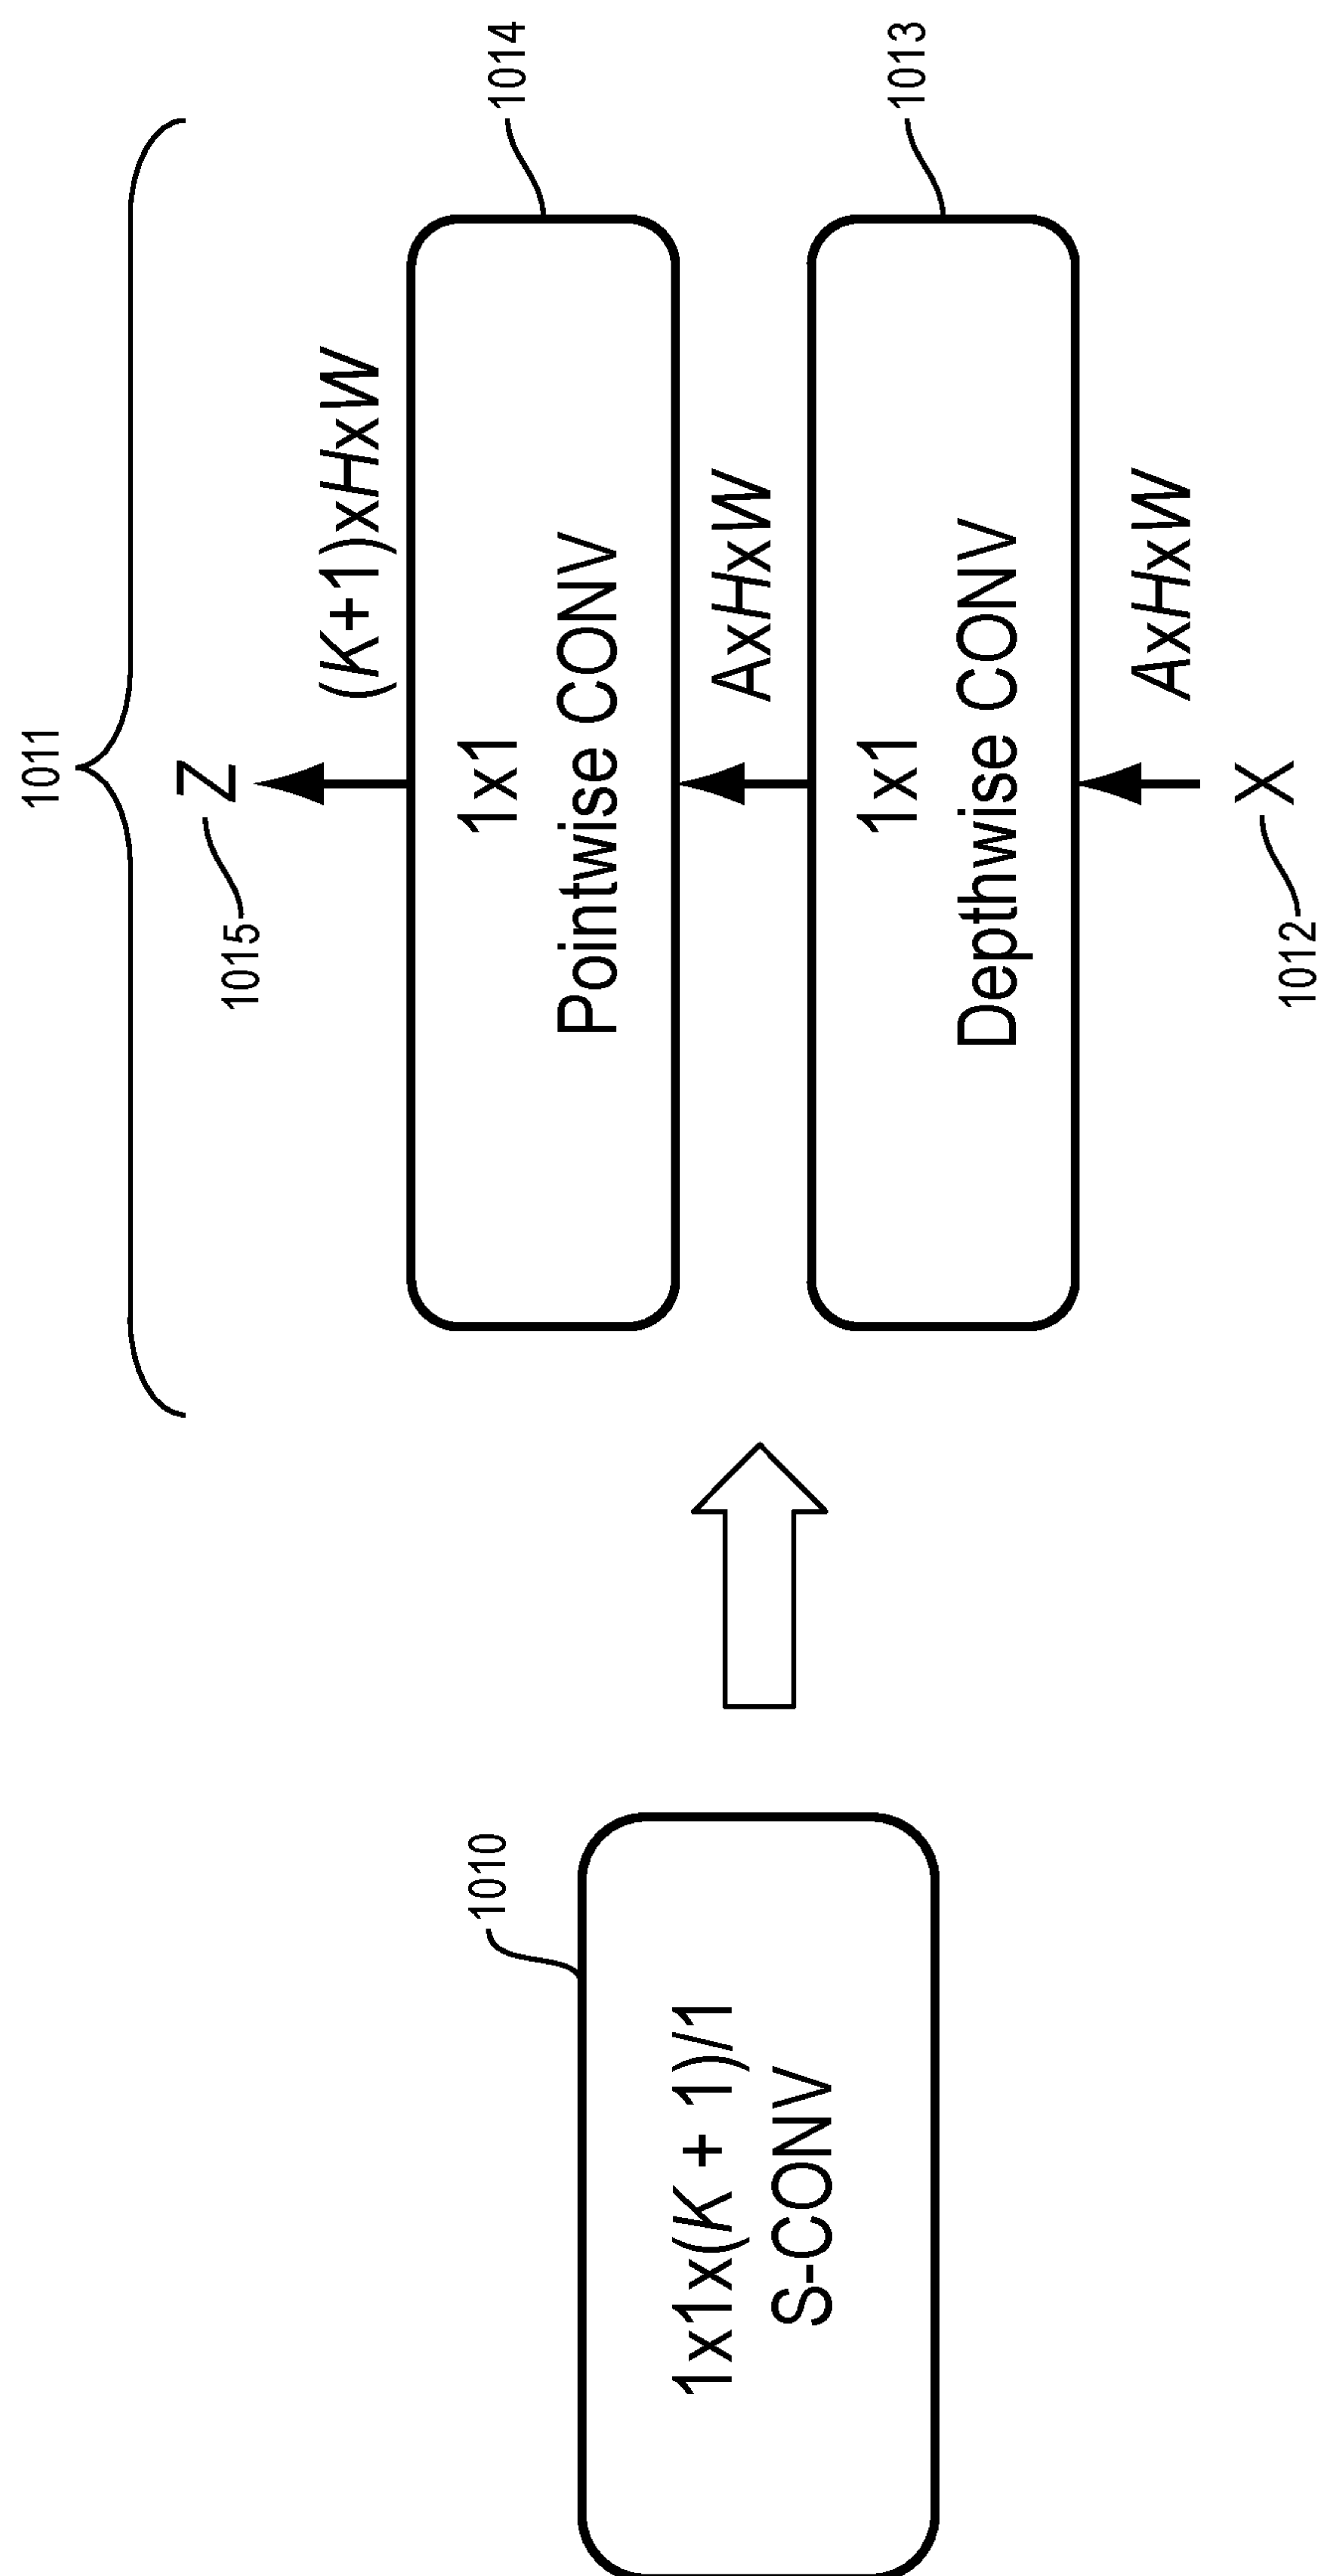 1010
1x1x(K + 1)/1
S-CONV
1011
1015
Z
(K+1)xHxW
1014
1x1
Pointwise CONV
AxHxW
1013
1x1
Depthwise CONV
AxHxW
X
1012